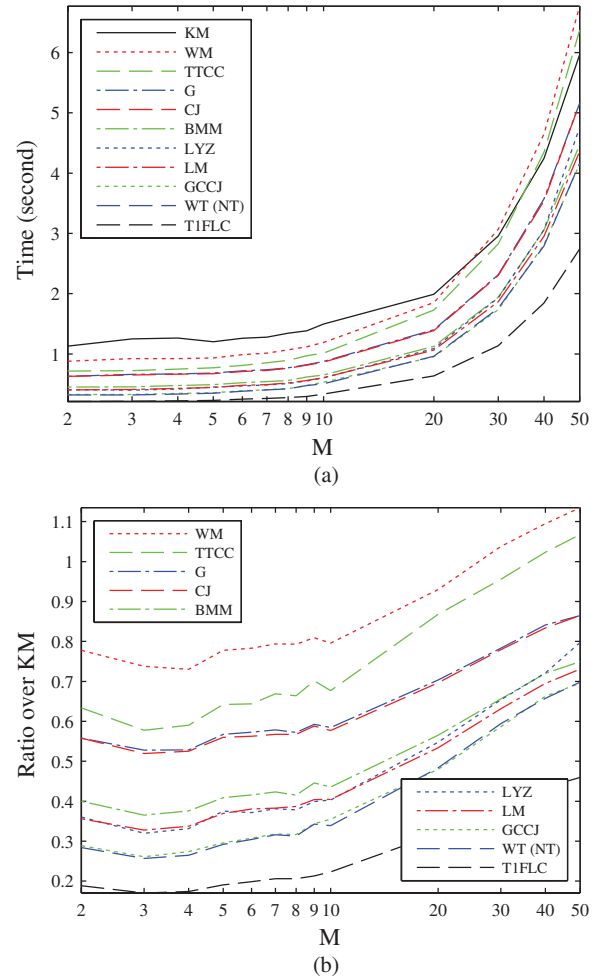 KM
WM
TTCC
G
CJ
BMM
LYZ
LM
GCCJ
WT (NT)
T1FLC
Time (second)
6
5
4
3
2
1
2 3 4 5 6 7 8 9 10 20 30 40 50
M
(a)
WM
TTCC
G
CJ
BMM
Ratio over KM
1.1
1
0.9
0.8
0.7
0.6
0.5
0.4
0.3
0.2
LYZ
LM
GCCJ
WT (NT)
T1FLC
2 3 4 5 6 7 8 9 10 20 30 40 50
M
(b)